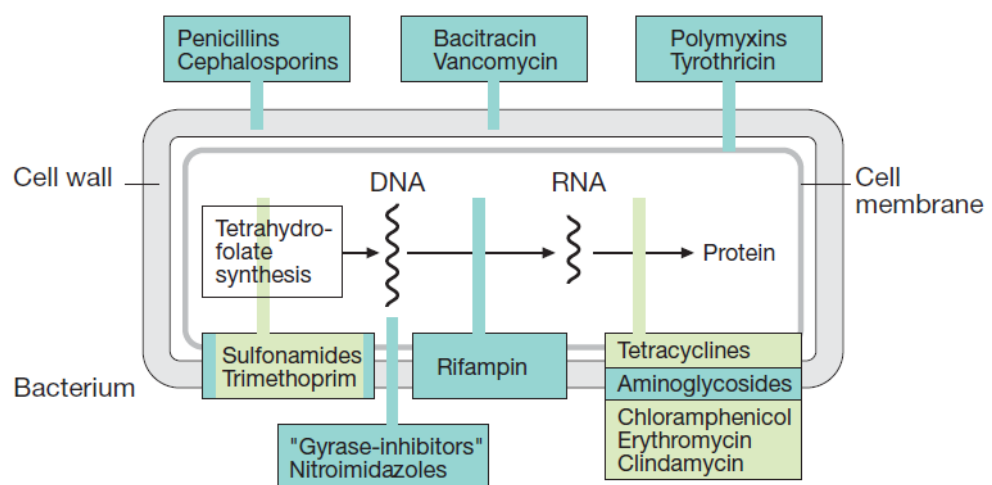 Penicillins
Cephalosporins
Bacitracin
Vancomycin
Polymyxins
Tyrothricin
Cell wall
DNA
RNA
Cell
membrane
Tetrahydro-
folate
synthesis
Protein
Bacterium
Sulfonamides
Trimethoprim
Rifampin
Tetracyclines
Aminoglycosides
Chloramphenicol
Erythromycin
Clindamycin
"Gyrase-inhibitors"
Nitroimidazoles